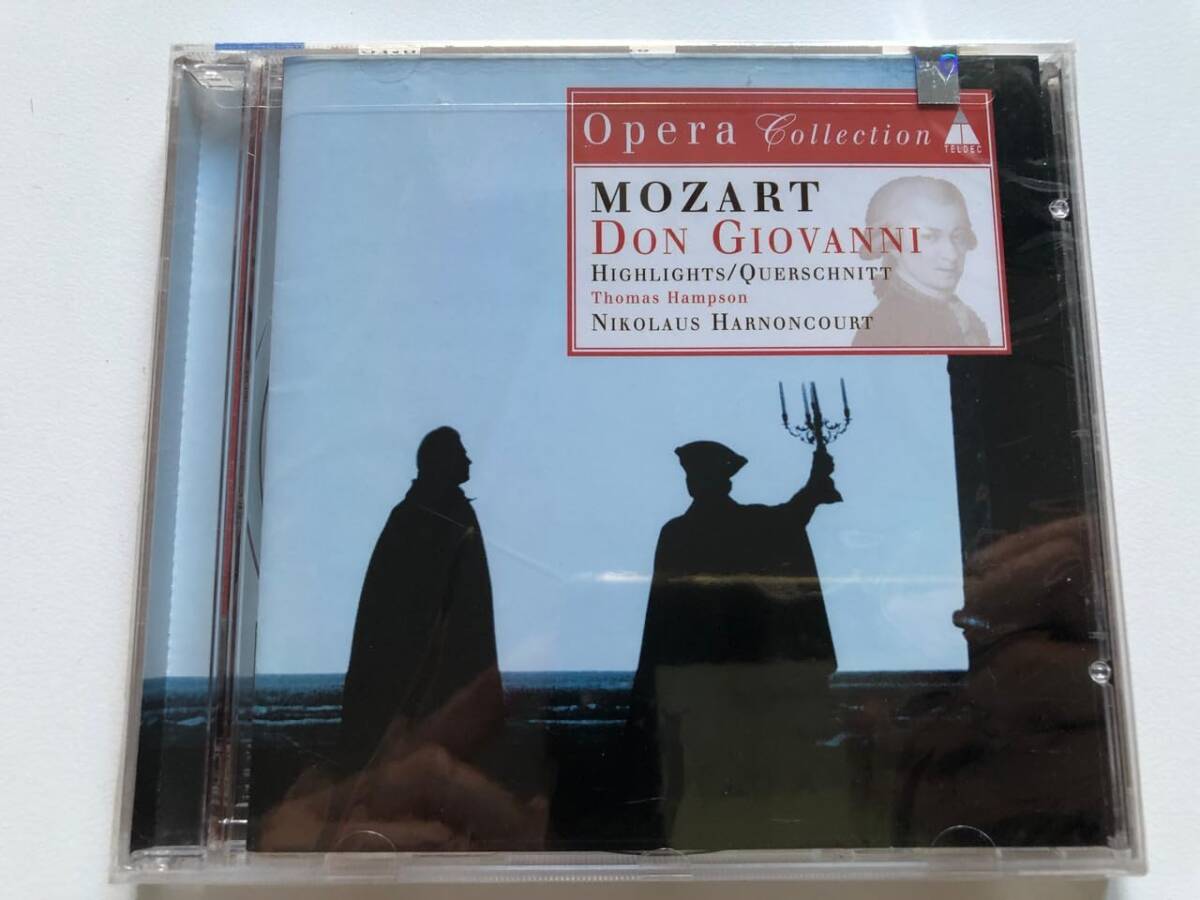 Opera Collection
TELDEC
MOZART
DON GIOVANNI
HIGHLIGHTS/QUERSCHNITT
Thomas Hampson
NIKOLAUS HARNONCOURT